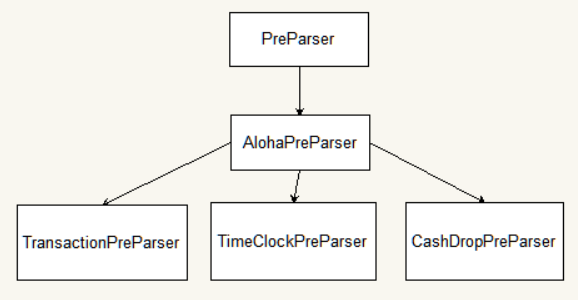 PreParser
AlohaPreParser
TransactionPreParser
TimeClockPreParser
CashDropPreParser